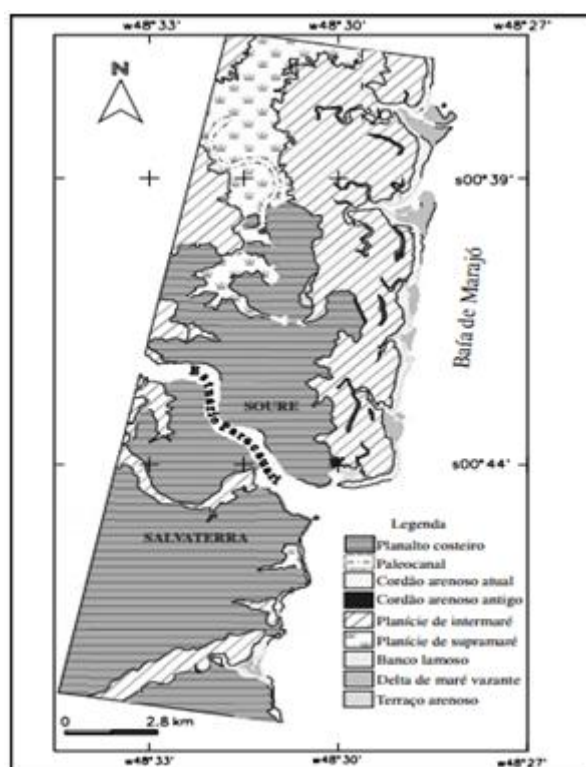 w48°33' w48°30' w48°27'
N
s00°39'
Baía de Marajó
Estuário Paracauari
SOURE
s00°44'
SALVATERRA
Legenda
Planalto costeiro
Paleocanal
Cordão arenoso atual
Cordão arenoso antigo
Planície de intermaré
Planície de supramaré
Banco lamoso
Delta de maré vazante
Terraço arenoso
0 2.8 km
w48°33' w48°30' w48°27'